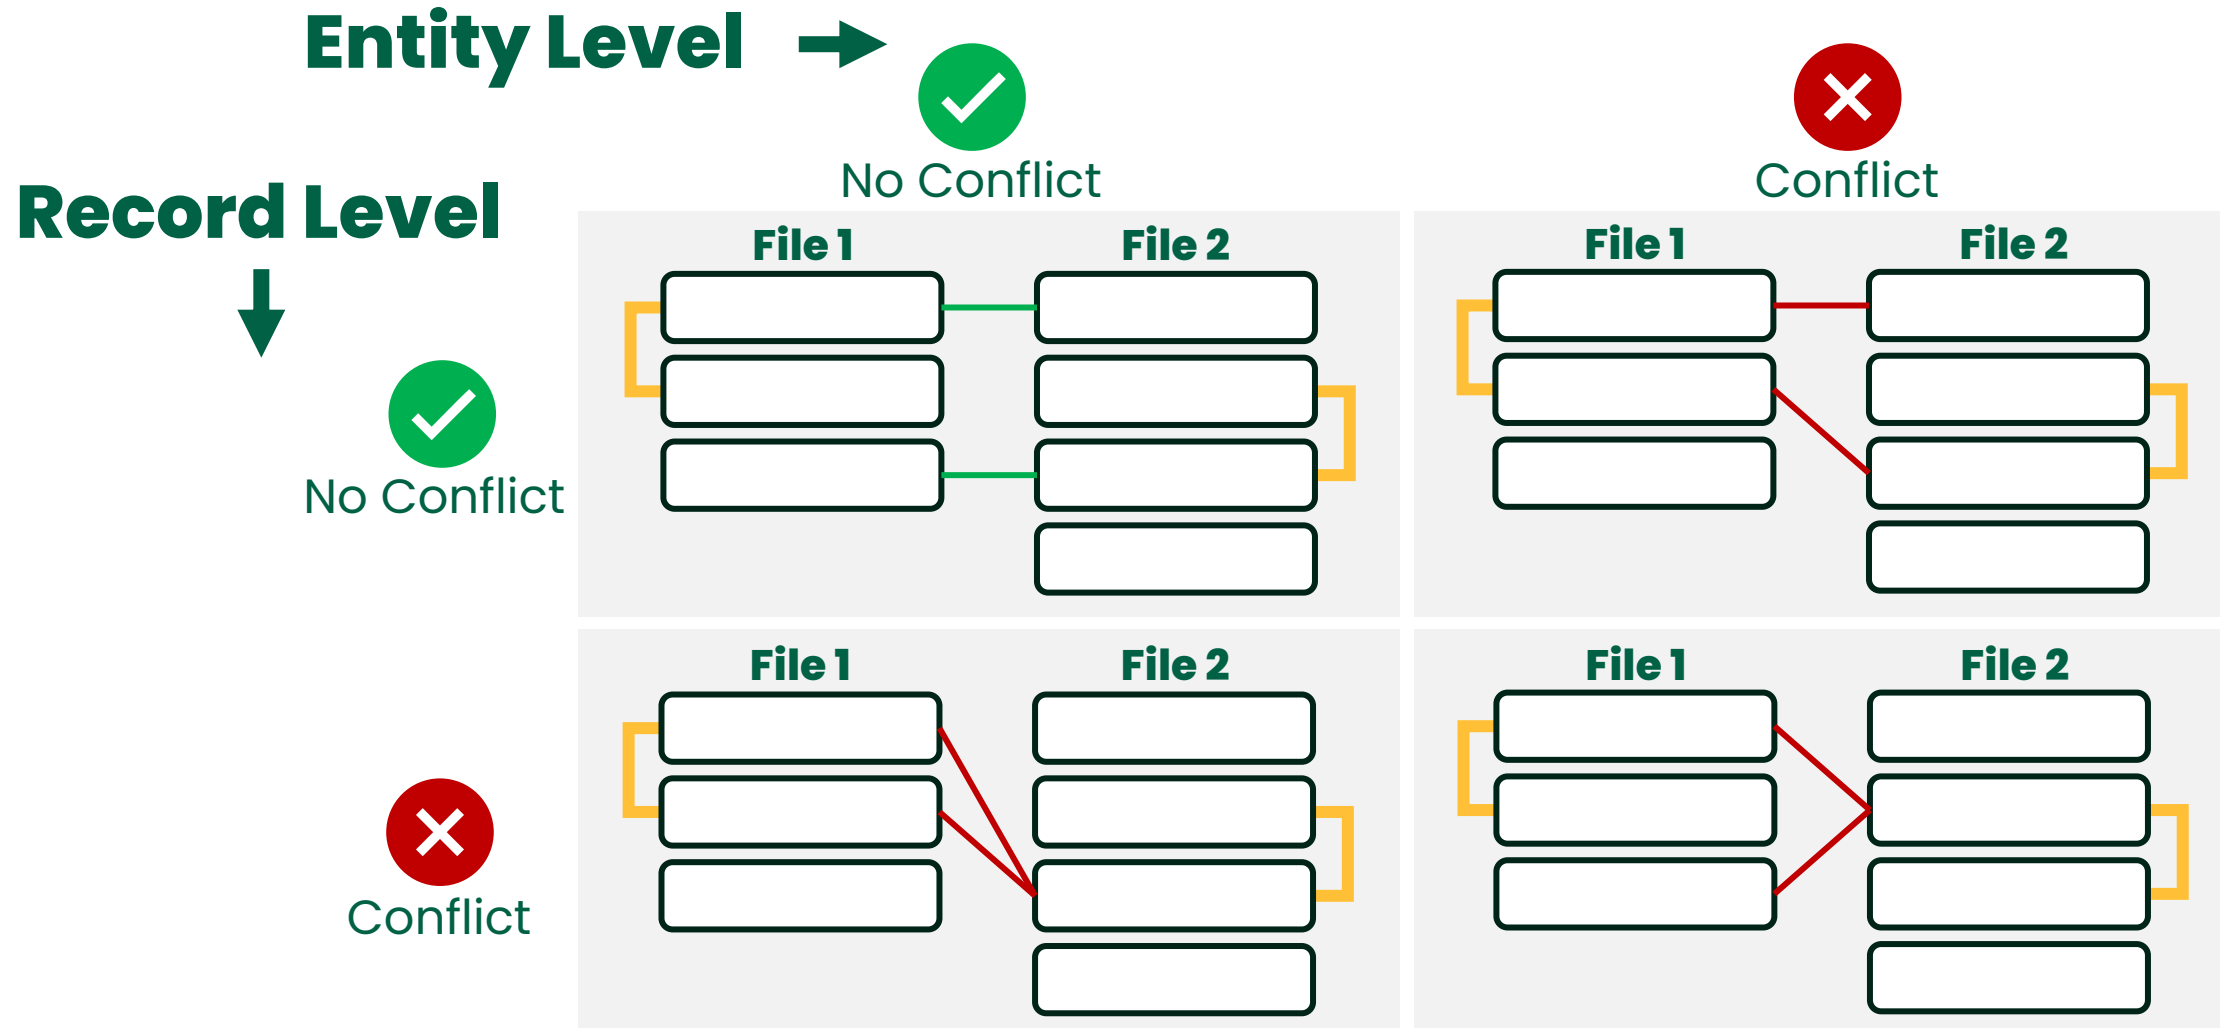 Entity Level
No Conflict
Conflict
Record Level
No Conflict
File 1
File 2
File 1
File 2
Conflict
File 1
File 2
File 1
File 2